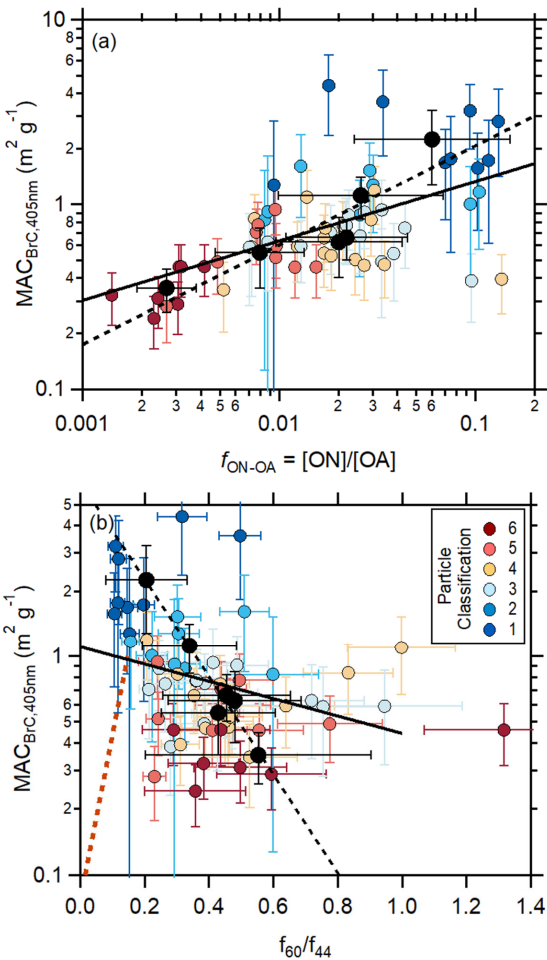 (a)
10
6
4
2
1
6
4
2
0.1
MAC_BrC,405nm (m² g⁻¹)
0.001 2 3 4 5 6 0.01 2 3 4 5 6 0.1 2
f_ON-OA = [ON]/[OA]
(b)
5
4
3
2
1
6
5
4
3
2
0.1
MAC_BrC,405nm (m² g⁻¹)
Particle
Classification
6
5
4
3
2
1
0.0 0.2 0.4 0.6 0.8 1.0 1.2 1.4
f₆₀/f₄₄